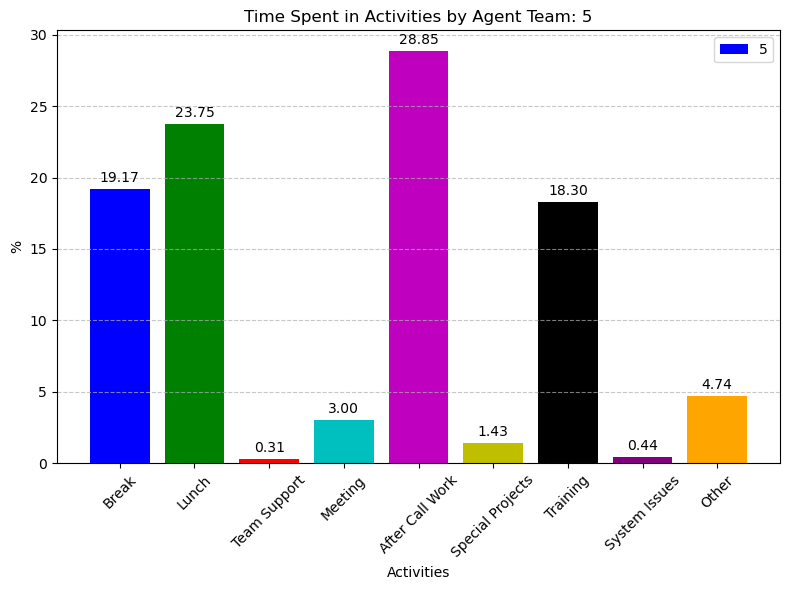 Time Spent in Activities by Agent Team: 5
30
25
20
15
10
5
0
%
5
19.17
23.75
0.31
3.00
28.85
1.43
18.30
0.44
4.74
Break
Lunch
Team Support
Meeting
After Call Work
Special Projects
Training
System Issues
Other
Activities